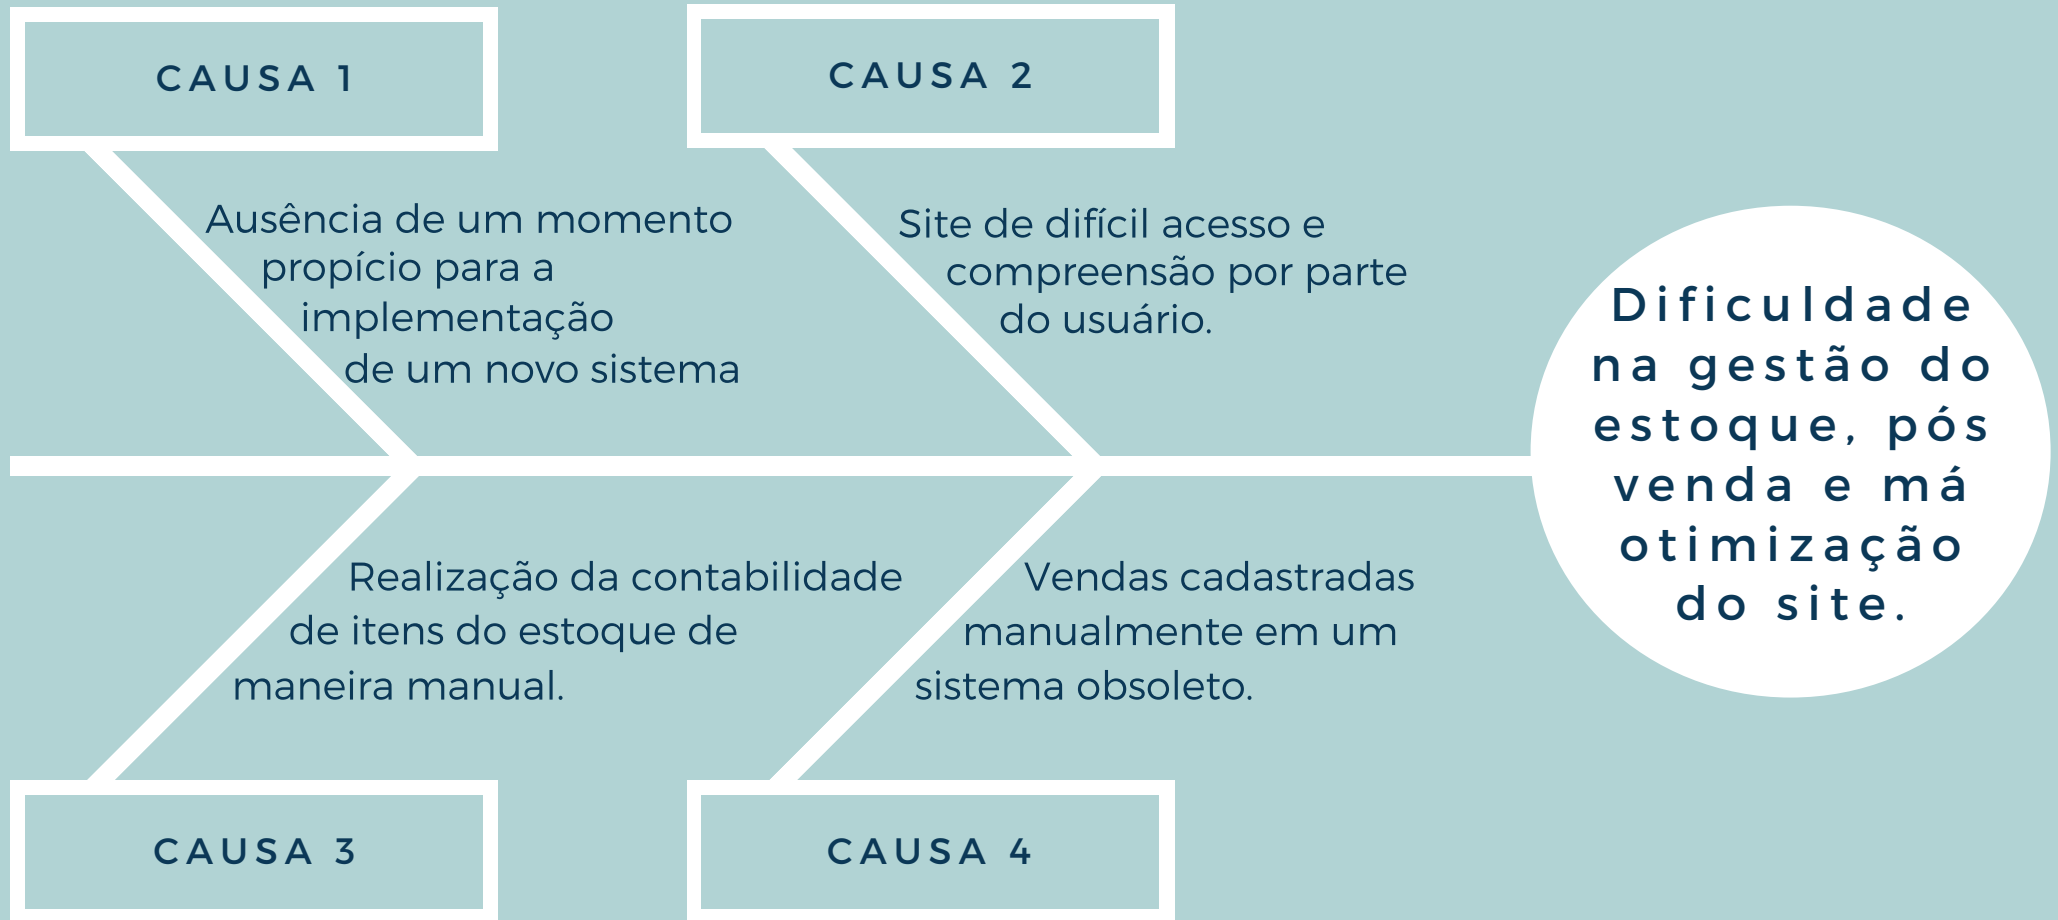 CAUSA 1
Ausência de um momento
propício para a
implementação
de um novo sistema
CAUSA 2
Site de difícil acesso e
compreensão por parte
do usuário.
Dificuldade
na gestão do
estoque, pós
venda e má
otimização
do site.
Realização da contabilidade
de itens do estoque de
maneira manual.
CAUSA 3
Vendas cadastradas
manualmente em um
sistema obsoleto.
CAUSA 4